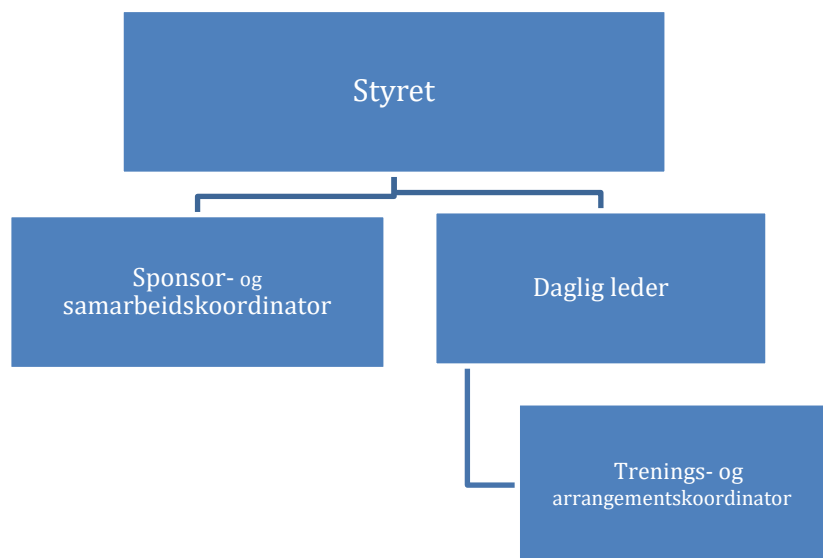 Styret
Sponsor- og
samarbeidskoordinator
Daglig leder
Trenings- og
arrangementskoordinator